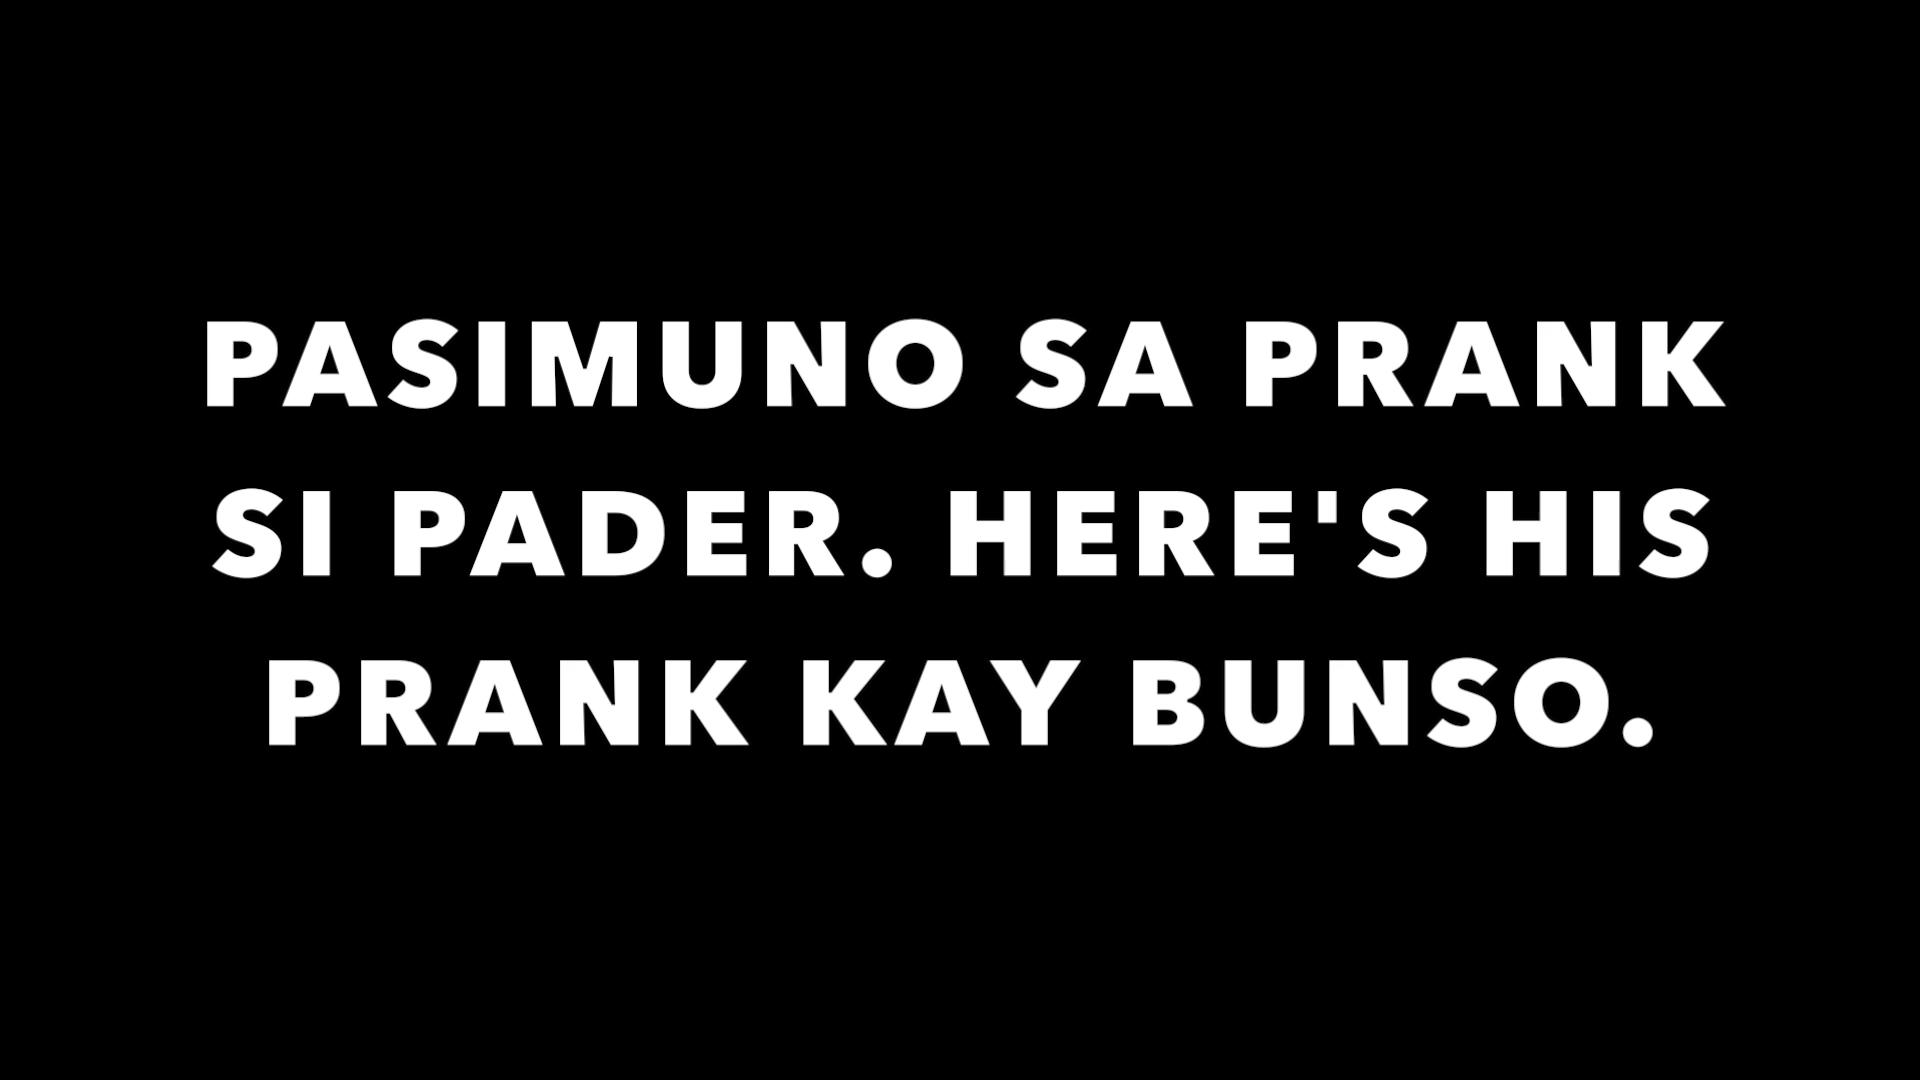 PASIMUNO SA PRANK
SI PADER. HERE'S HIS
PRANK KAY BUNSO.